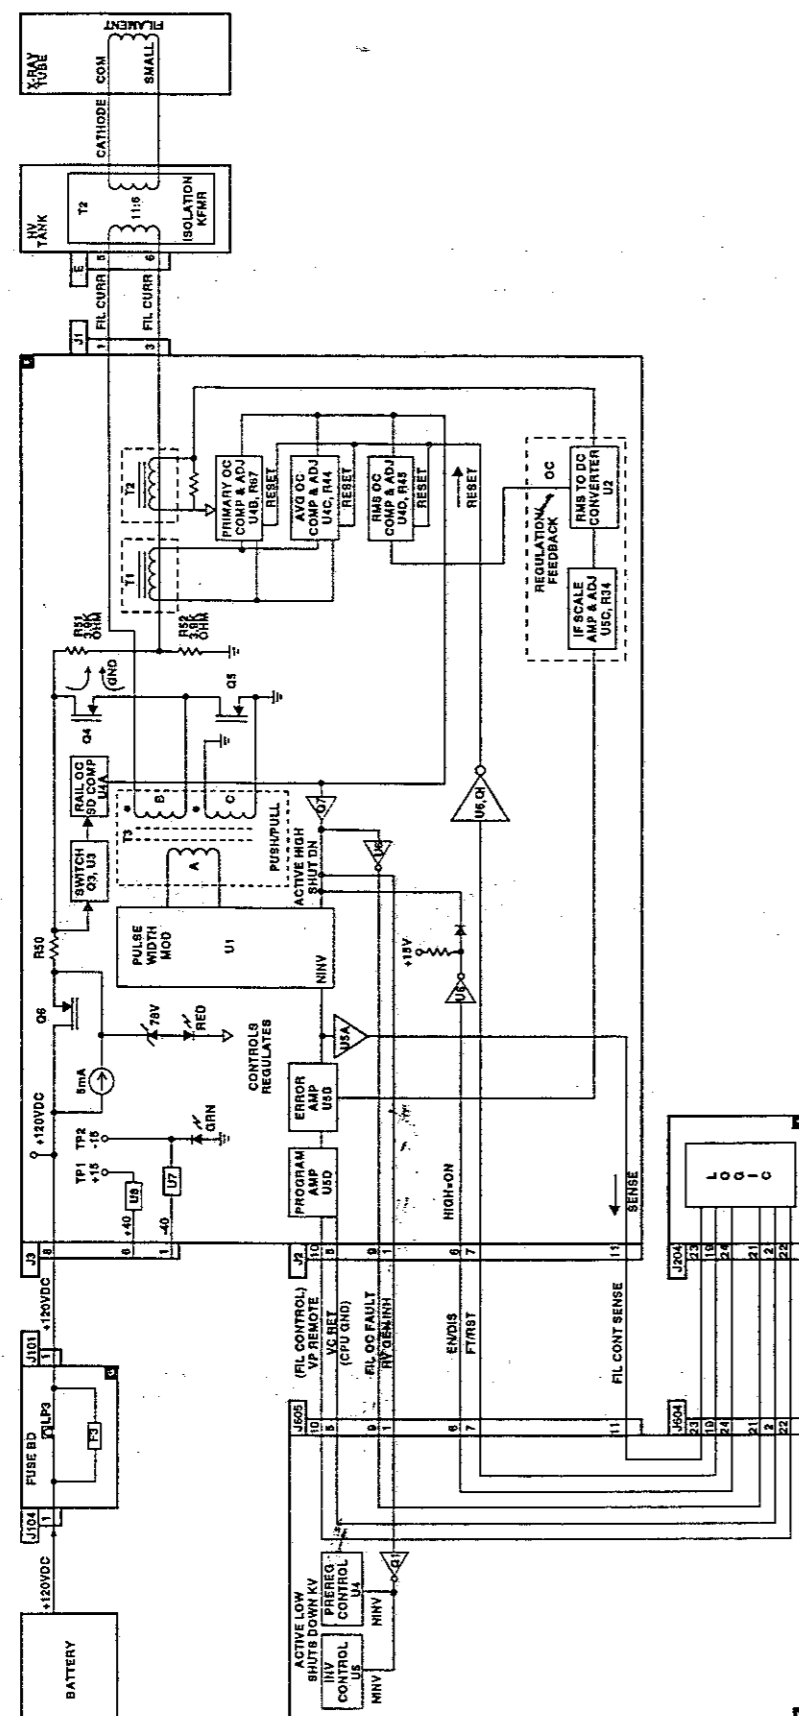 BATTERY
+120VDC
J104
1
FUSE BD
LP3
F3
J101
1
+120VDC
J3
8
6
1
+120VDC
+40
-40
U8
U7
TP1
+15
TP2
-15
GRN
5mA
Q6
78V
RED
CONTROLS
REGULATES
R50
SWITCH
Q3, U3
RAIL OC
SD COMP
U4
PULSE
WIDTH
MOD
U1
NINV
T3
A
B
C
PUSH/PULL
ACTIVE HIGH
SHUT DN
Q4
GND
Q5
R51
3.9K
OHM
R52
3.9K
OHM
T1
T2
PRIMARY OC
COMP & ADJ
U4B, R67
RESET
AVG OC
COMP & ADJ
U4C, R44
RESET
RMS OC
COMP & ADJ
U4D, R45
RESET
RESET
REGULATION/
FEEDBACK
OC
RMS TO DC
CONVERTER
U2
IF SCALE
AMP & ADJ
U5C, R34
J1
1
3
FIL CURR
FIL CURR
E
5
6
HV
TANK
T2
11:6
ISOLATION
XFMR
CATHODE
X-RAY
TUBE
COM
SMALL
FILAMENT
Q7
U6
+15V
U6
U6, Q1
U5A
ERROR
AMP
U5B
PROGRAM
AMP
U5D
HIGH=ON
SENSE
J2
10
5
9
1
6
7
11
(FIL CONTROL)
VP REMOTE
VC RET
(CPU GND)
FIL OC FAULT
EN/DIS
FT/RST
FIL CONT SENSE
J605
10
5
9
1
6
7
11
ACTIVE LOW
SHUTS DOWN KV
INV
CONTROL
U5
NINV
PREREG
CONTROL
U4
NINV
Q1
J604
23
19
24
21
2
22
J204
23
19
24
21
2
22
LOGIC